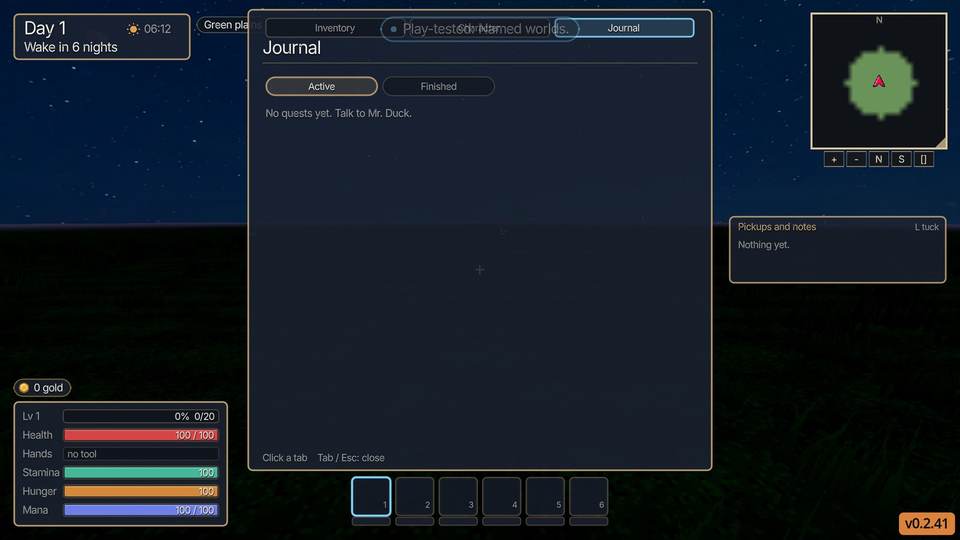 Day 1
06:12
Wake in 6 nights
Green plains
Inventory
Play-tested: Named worlds.
Journal
Journal
Active
Finished
No quests yet. Talk to Mr. Duck.
Click a tab Tab / Esc: close
N
+ - N S []
Pickups and notes
L tuck
Nothing yet.
0 gold
Lv 1 0% 0/20
Health 100 / 100
Hands no tool
Stamina 100
Hunger 100
Mana 100 / 100
1 2 3 4 5 6
v0.2.41